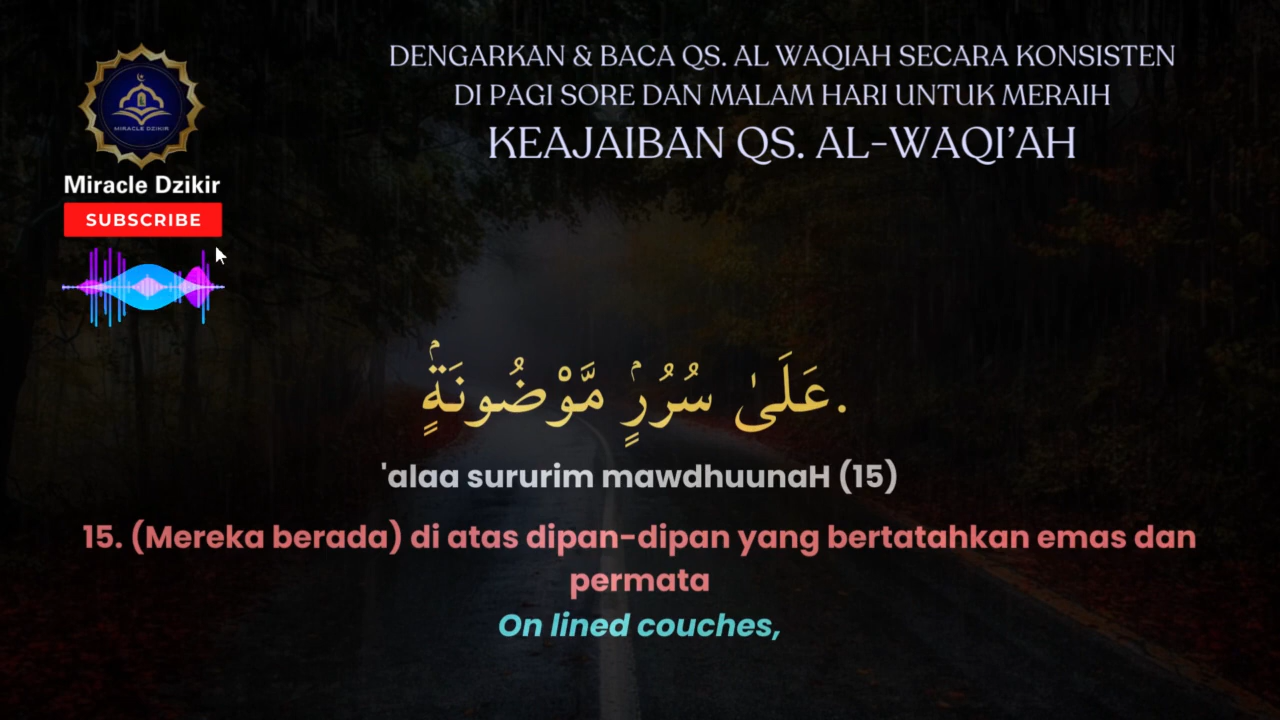 DENGARKAN & BACA QS. AL WAQIAH SECARA KONSISTEN
DI PAGI SORE DAN MALAM HARI UNTUK MERAIH
KEAJAIBAN QS. AL-WAQI'AH
MIRACLE DZIKIR
Miracle Dzikir
SUBSCRIBE
.عَلَىٰ سُرُرٍۢ مَّوْضُونَةٍۢ
'alaa sururim mawdhuunaH (15)
15. (Mereka berada) di atas dipan-dipan yang bertatahkan emas dan
permata
On lined couches,